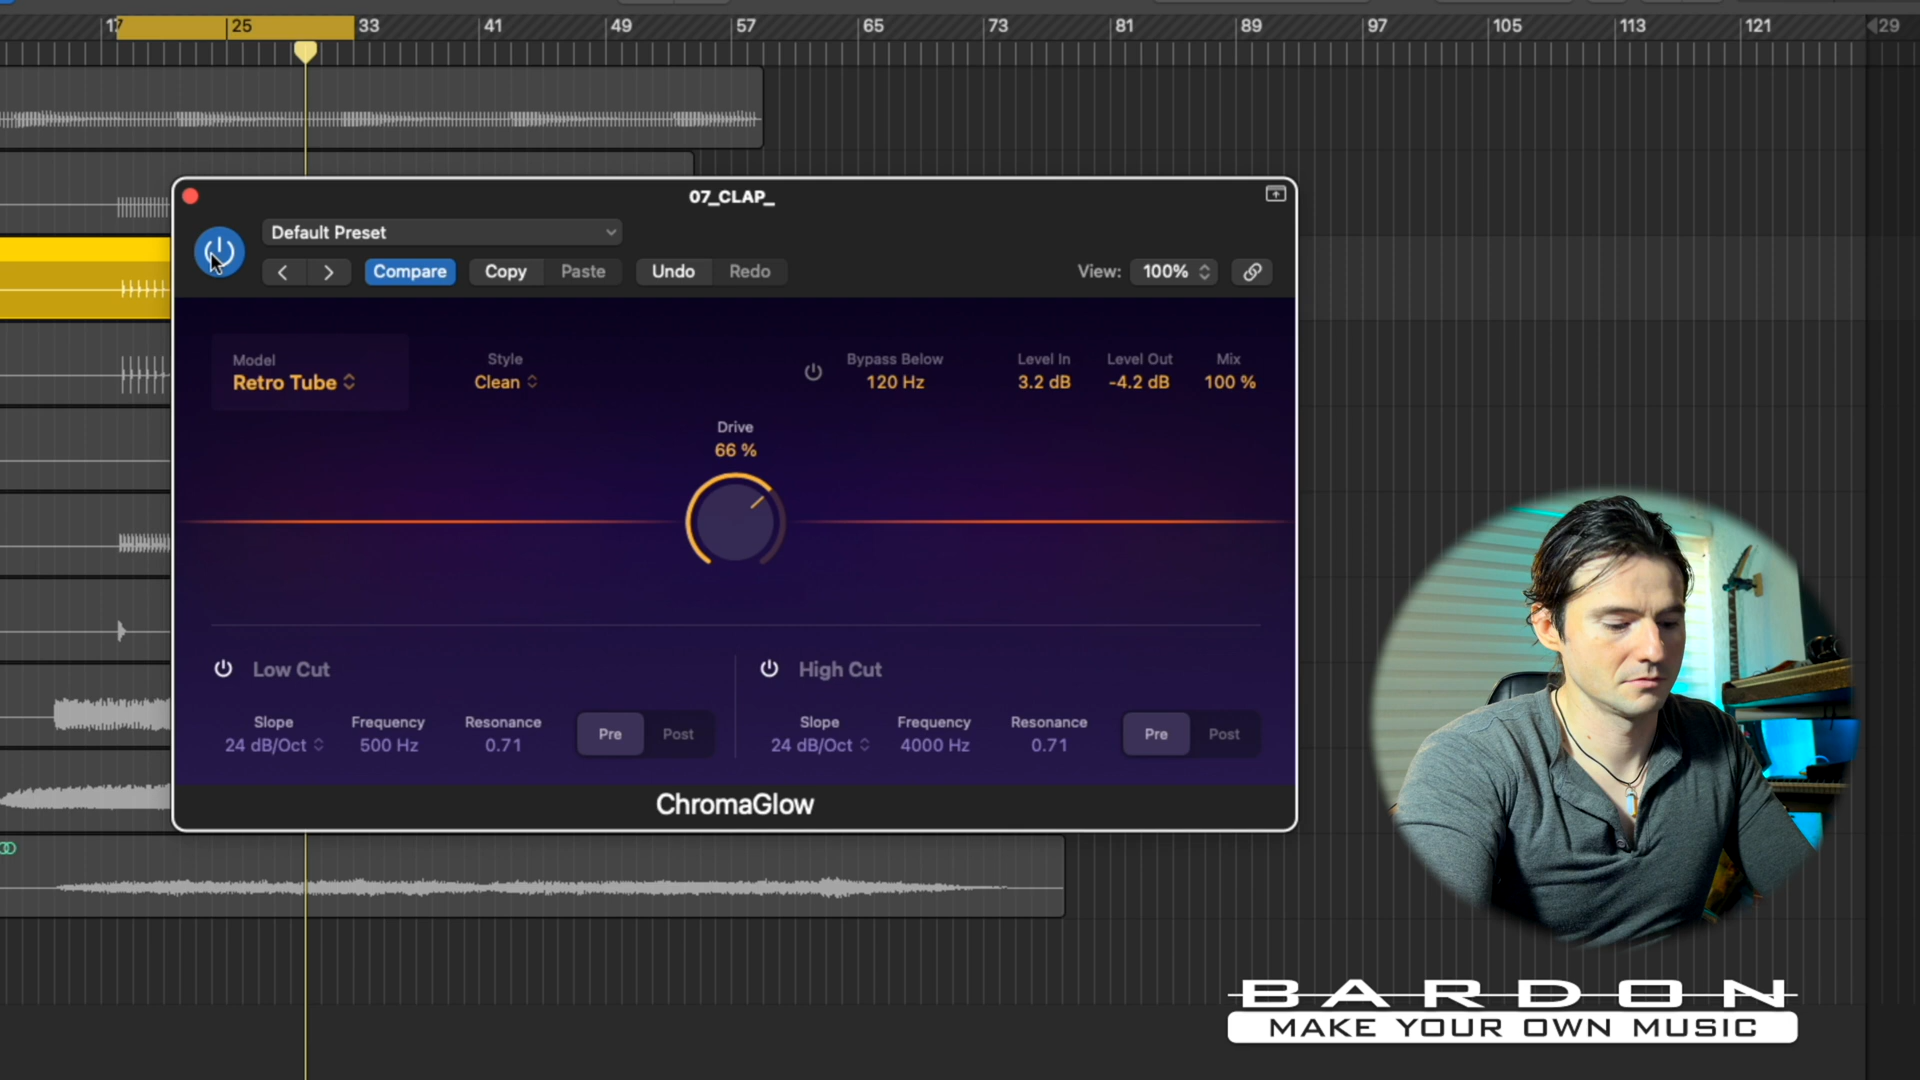 17 25 33 41 49 57 65 73 81 89 97 105 113 121 29
07_CLAP_
Default Preset
Compare Copy Paste Undo Redo View: 100%
Model Style Bypass Below Level In Level Out Mix
Retro Tube Clean 120 Hz 3.2 dB -4.2 dB 100 %
Drive
66 %
Low Cut High Cut
Slope Frequency Resonance Pre Post Slope Frequency Resonance Pre Post
24 dB/Oct 500 Hz 0.71 24 dB/Oct 4000 Hz 0.71
ChromaGlow
BARDON
MAKE YOUR OWN MUSIC